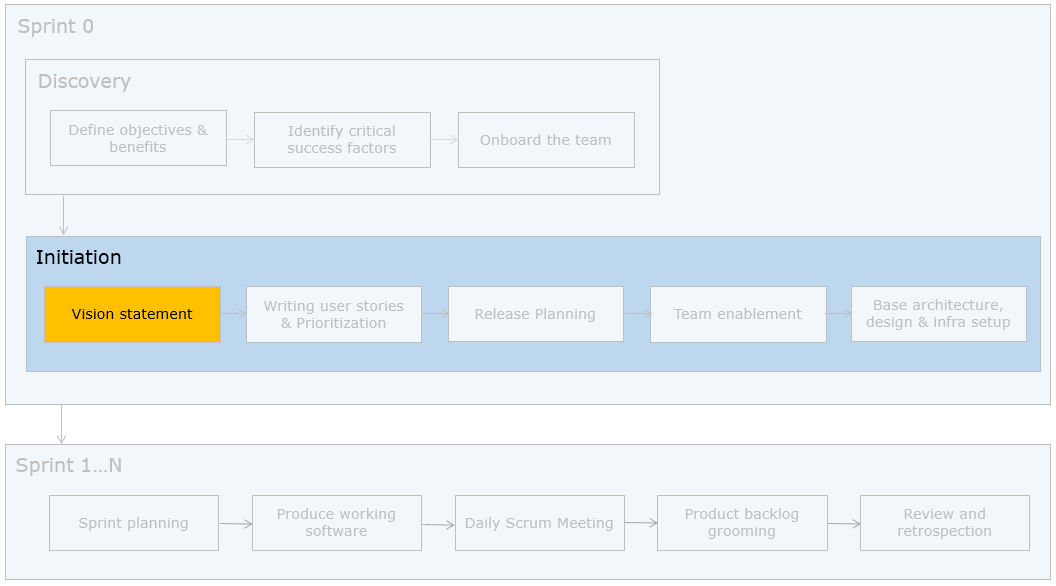 Sprint 0
Discovery
Define objectives &
benefits
Identify critical
success factors
Onboard the team
Initiation
Vision statement
Writing user stories
& Prioritization
Release Planning
Team enablement
Base architecture,
design & infra setup
Sprint 1...N
Sprint planning
Produce working
software
Daily Scrum Meeting
Product backlog
grooming
Review and
retrospection